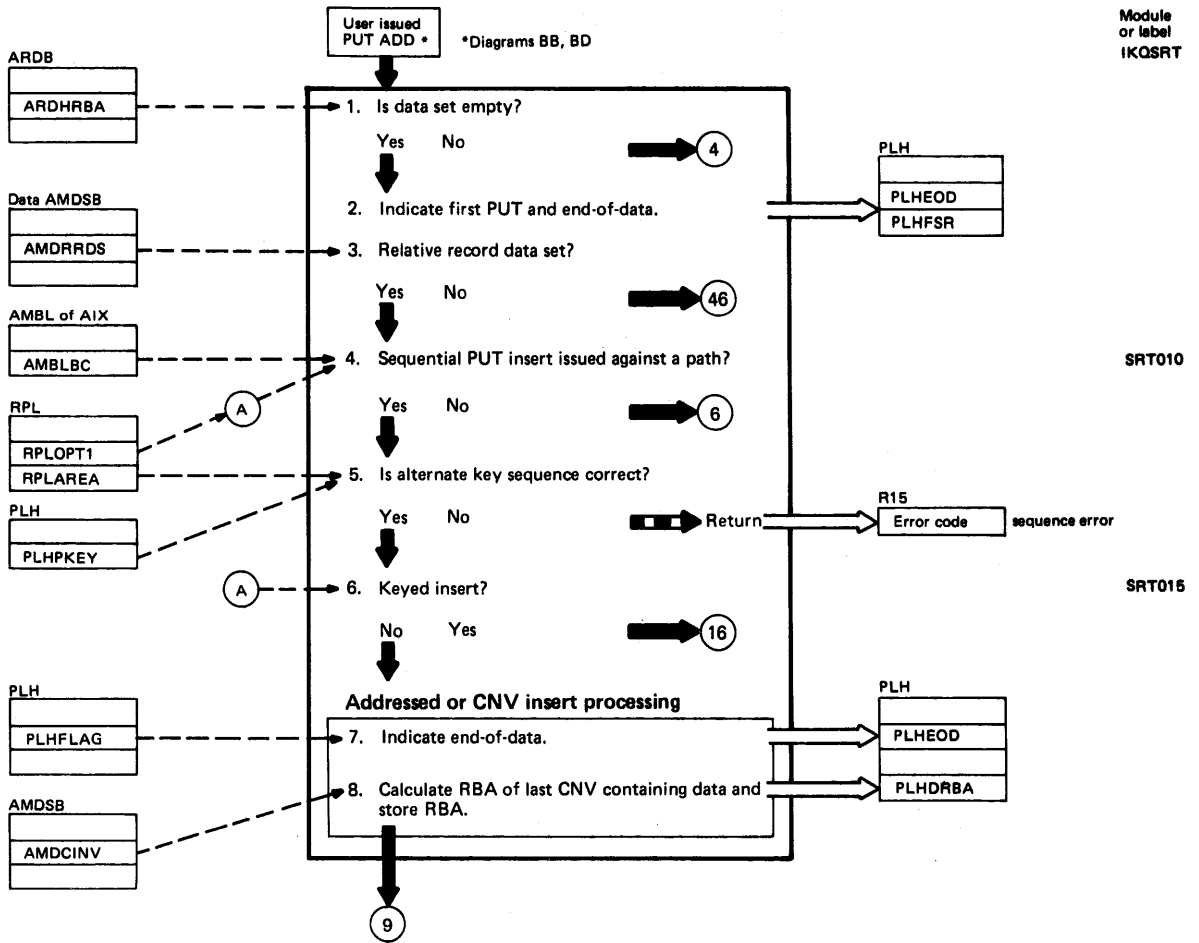 User issued
PUT ADD *
*Diagrams BB, BD
Module
or label
IKQSRT
ARDB
ARDHRBA
1. Is data set empty?
Yes No
4
PLH
PLHEOD
PLHFSR
2. Indicate first PUT and end-of-data.
Data AMDSB
AMDRRDS
3. Relative record data set?
Yes No
46
AMBL of AIX
AMBLBC
4. Sequential PUT insert issued against a path?
SRT010
Yes No
6
A
RPL
RPLOPT1
RPLAREA
5. Is alternate key sequence correct?
PLH
PLHPKEY
Yes No
Return
R15
Error code
sequence error
A
6. Keyed insert?
SRT015
No Yes
16
Addressed or CNV insert processing
PLH
PLHFLAG
7. Indicate end-of-data.
PLH
PLHEOD
PLHDRBA
AMDSB
AMDCINV
8. Calculate RBA of last CNV containing data and
store RBA.
9